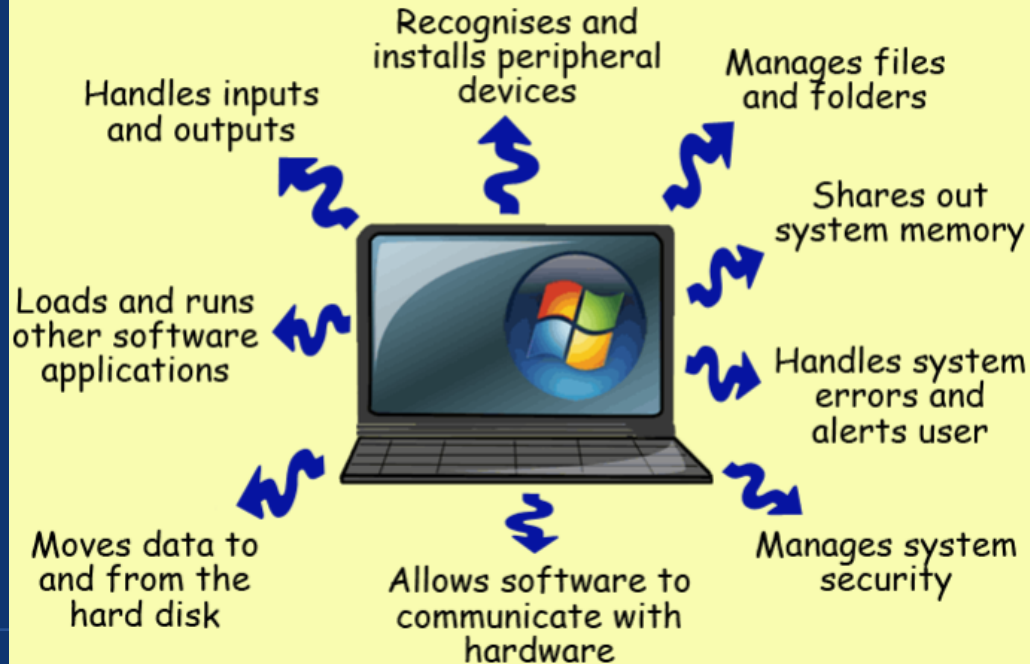 Recognises and
installs peripheral
devices
Manages files
and folders
Handles inputs
and outputs
Shares out
system memory
Loads and runs
other software
applications
Handles system
errors and
alerts user
Moves data to
and from the
hard disk
Allows software to
communicate with
hardware
Manages system
security